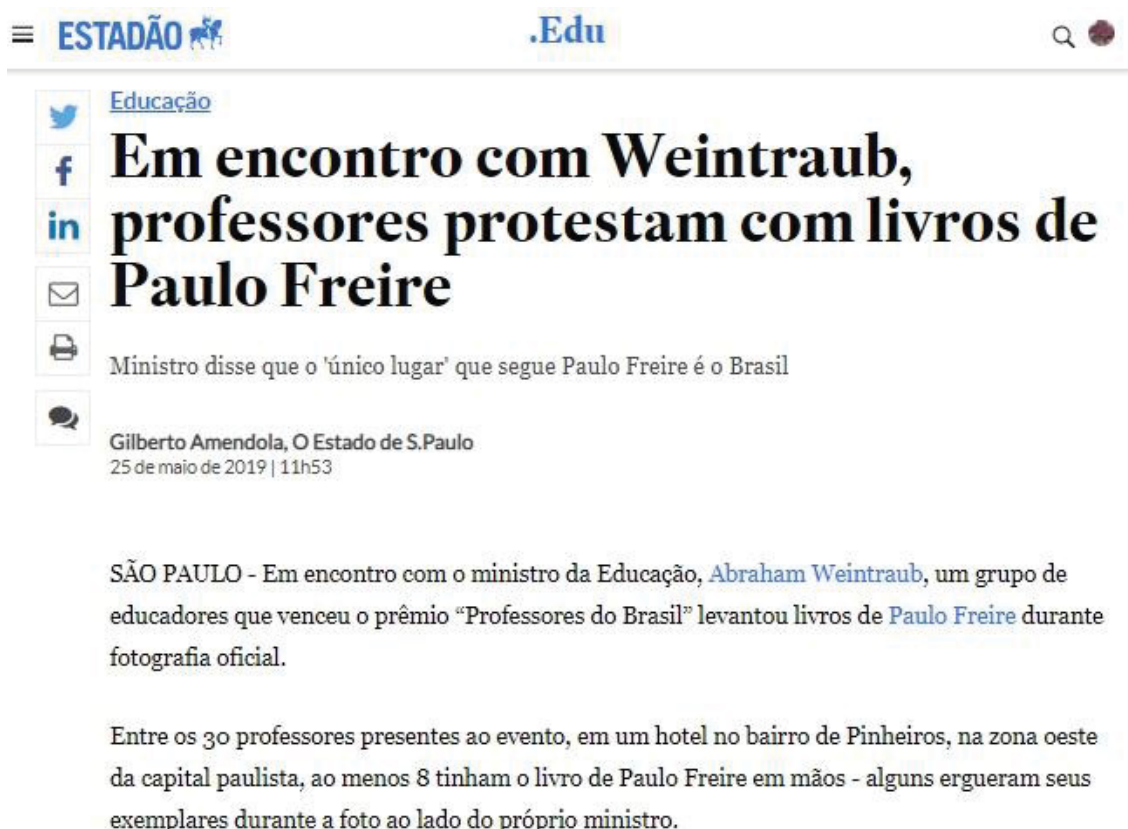 ESTADÃO
.Edu
Educação
Em encontro com Weintraub,
professores protestam com livros de
Paulo Freire
Ministro disse que o 'único lugar' que segue Paulo Freire é o Brasil
Gilberto Amendola, O Estado de S.Paulo
25 de maio de 2019 | 11h53
SÃO PAULO - Em encontro com o ministro da Educação, Abraham Weintraub, um grupo de
educadores que venceu o prêmio “Professores do Brasil” levantou livros de Paulo Freire durante
fotografia oficial.
Entre os 30 professores presentes ao evento, em um hotel no bairro de Pinheiros, na zona oeste
da capital paulista, ao menos 8 tinham o livro de Paulo Freire em mãos - alguns ergueram seus
exemplares durante a foto ao lado do próprio ministro.